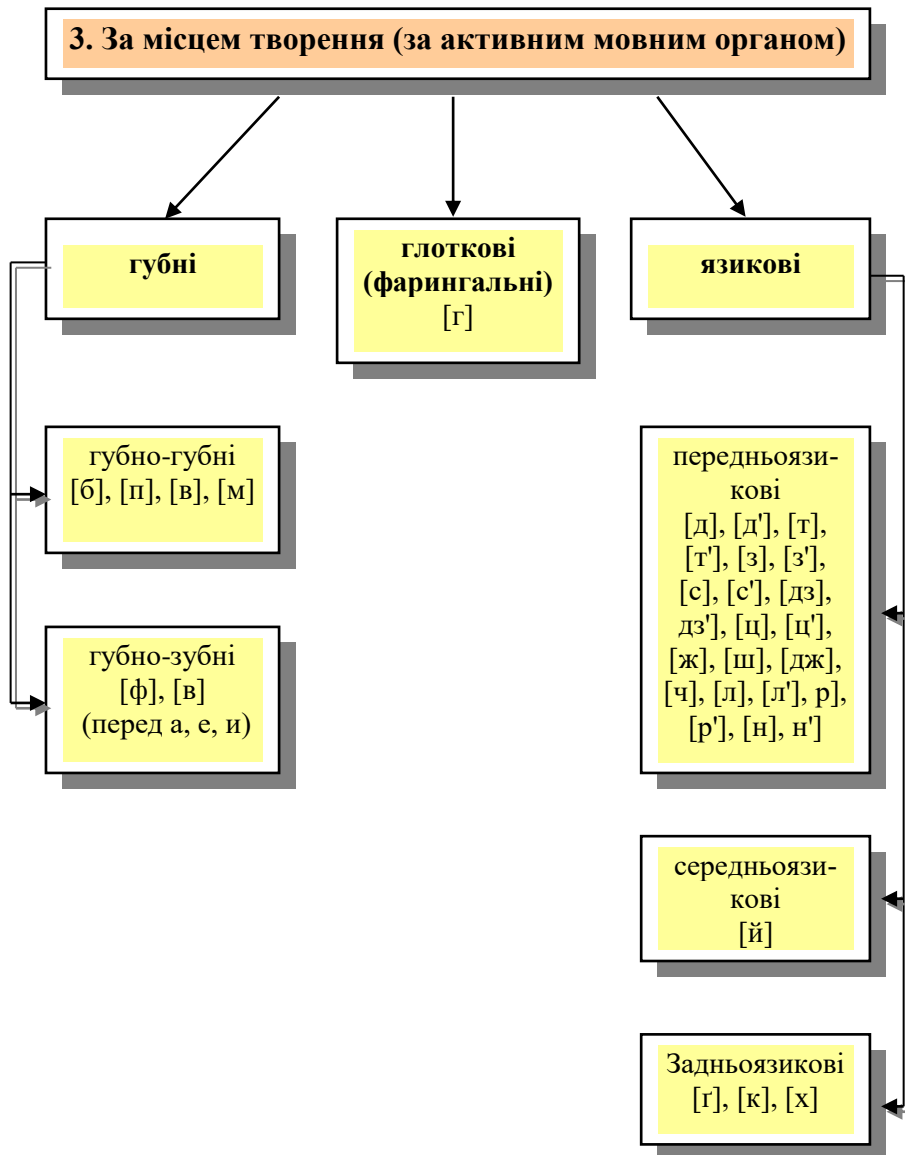 3. За місцем творення (за активним мовним органом)
губні
глоткові
(фарингальні)
[г]
язикові
губно-губні
[б], [п], [в], [м]
губно-зубні
[ф], [в]
(перед а, е, и)
передньоязи-
кові
[д], [д'], [т],
[т'], [з], [з'],
[с], [с'], [дз],
дз'], [ц], [ц'],
[ж], [ш], [дж],
[ч], [л], [л'], р],
[р'], [н], н']
середньоязи-
кові
[й]
Задньоязикові
[ґ], [к], [х]